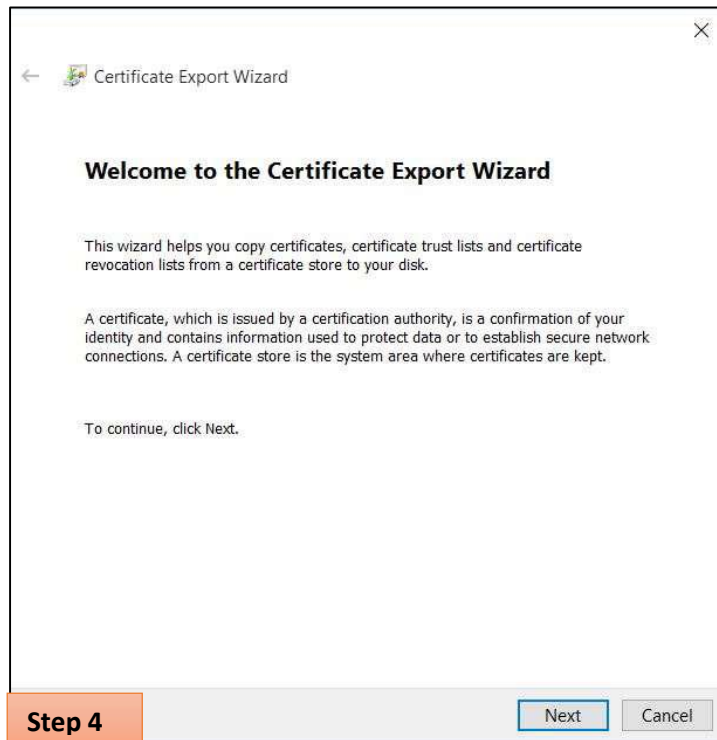 Certificate Export Wizard
Welcome to the Certificate Export Wizard
This wizard helps you copy certificates, certificate trust lists and certificate
revocation lists from a certificate store to your disk.
A certificate, which is issued by a certification authority, is a confirmation of your
identity and contains information used to protect data or to establish secure network
connections. A certificate store is the system area where certificates are kept.
To continue, click Next.
Step 4
Next
Cancel